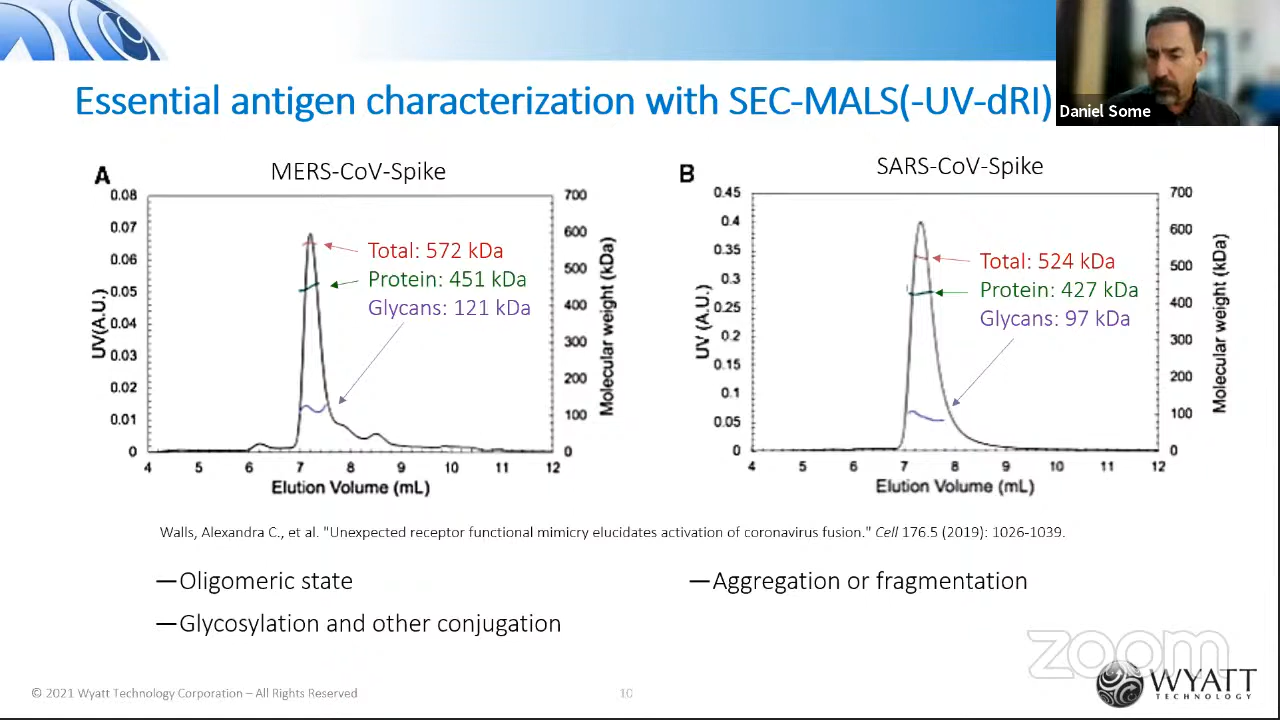 Essential antigen characterization with SEC-MALS(-UV-dRI)
Daniel Some
A
MERS-CoV-Spike
0.08
0.07
0.06
0.05
0.04
0.03
0.02
0.01
0
UV(A.U.)
700
600
500
400
300
200
100
0
Molecular weight (kDa)
Total: 572 kDa
Protein: 451 kDa
Glycans: 121 kDa
4 5 6 7 8 9 10 11 12
Elution Volume (mL)
B
SARS-CoV-Spike
0.45
0.4
0.35
0.3
0.25
0.2
0.15
0.1
0.05
0
UV (A.U.)
700
600
500
400
300
200
100
0
Molecular weight (kDa)
Total: 524 kDa
Protein: 427 kDa
Glycans: 97 kDa
4 5 6 7 8 9 10 11 12
Elution Volume (mL)
Walls, Alexandra C., et al. "Unexpected receptor functional mimicry elucidates activation of coronavirus fusion." Cell 176.5 (2019): 1026-1039.
—Oligomeric state
—Glycosylation and other conjugation
—Aggregation or fragmentation
zoom
© 2021 Wyatt Technology Corporation – All Rights Reserved
10
WYATT
TECHNOLOGY